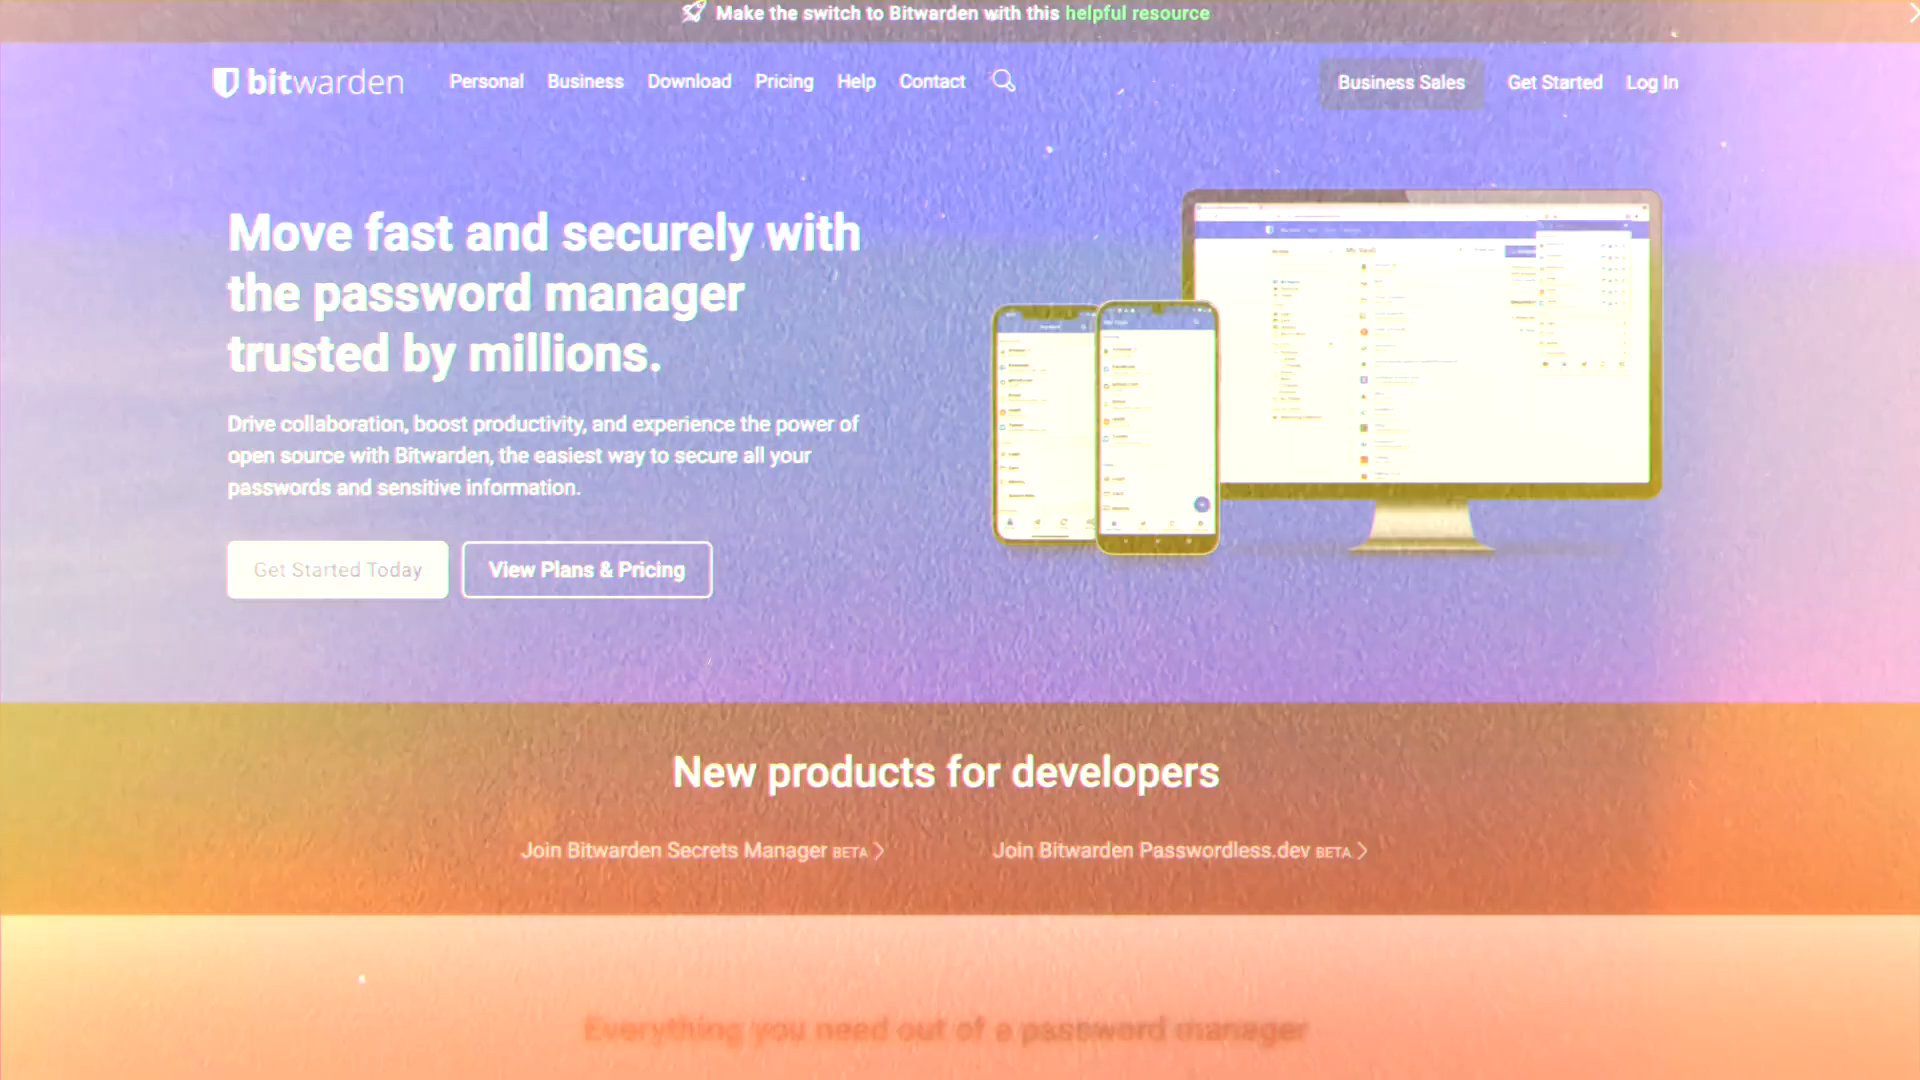 Make the switch to Bitwarden with this helpful resource
bitwarden
Personal Business Download Pricing Help Contact
Business Sales Get Started Log In
Move fast and securely with
the password manager
trusted by millions.
Drive collaboration, boost productivity, and experience the power of
open source with Bitwarden, the easiest way to secure all your
passwords and sensitive information.
Get Started Today
View Plans & Pricing
New products for developers
Join Bitwarden Secrets Manager BETA
Join Bitwarden Passwordless.dev BETA
Everything you need out of a password manager